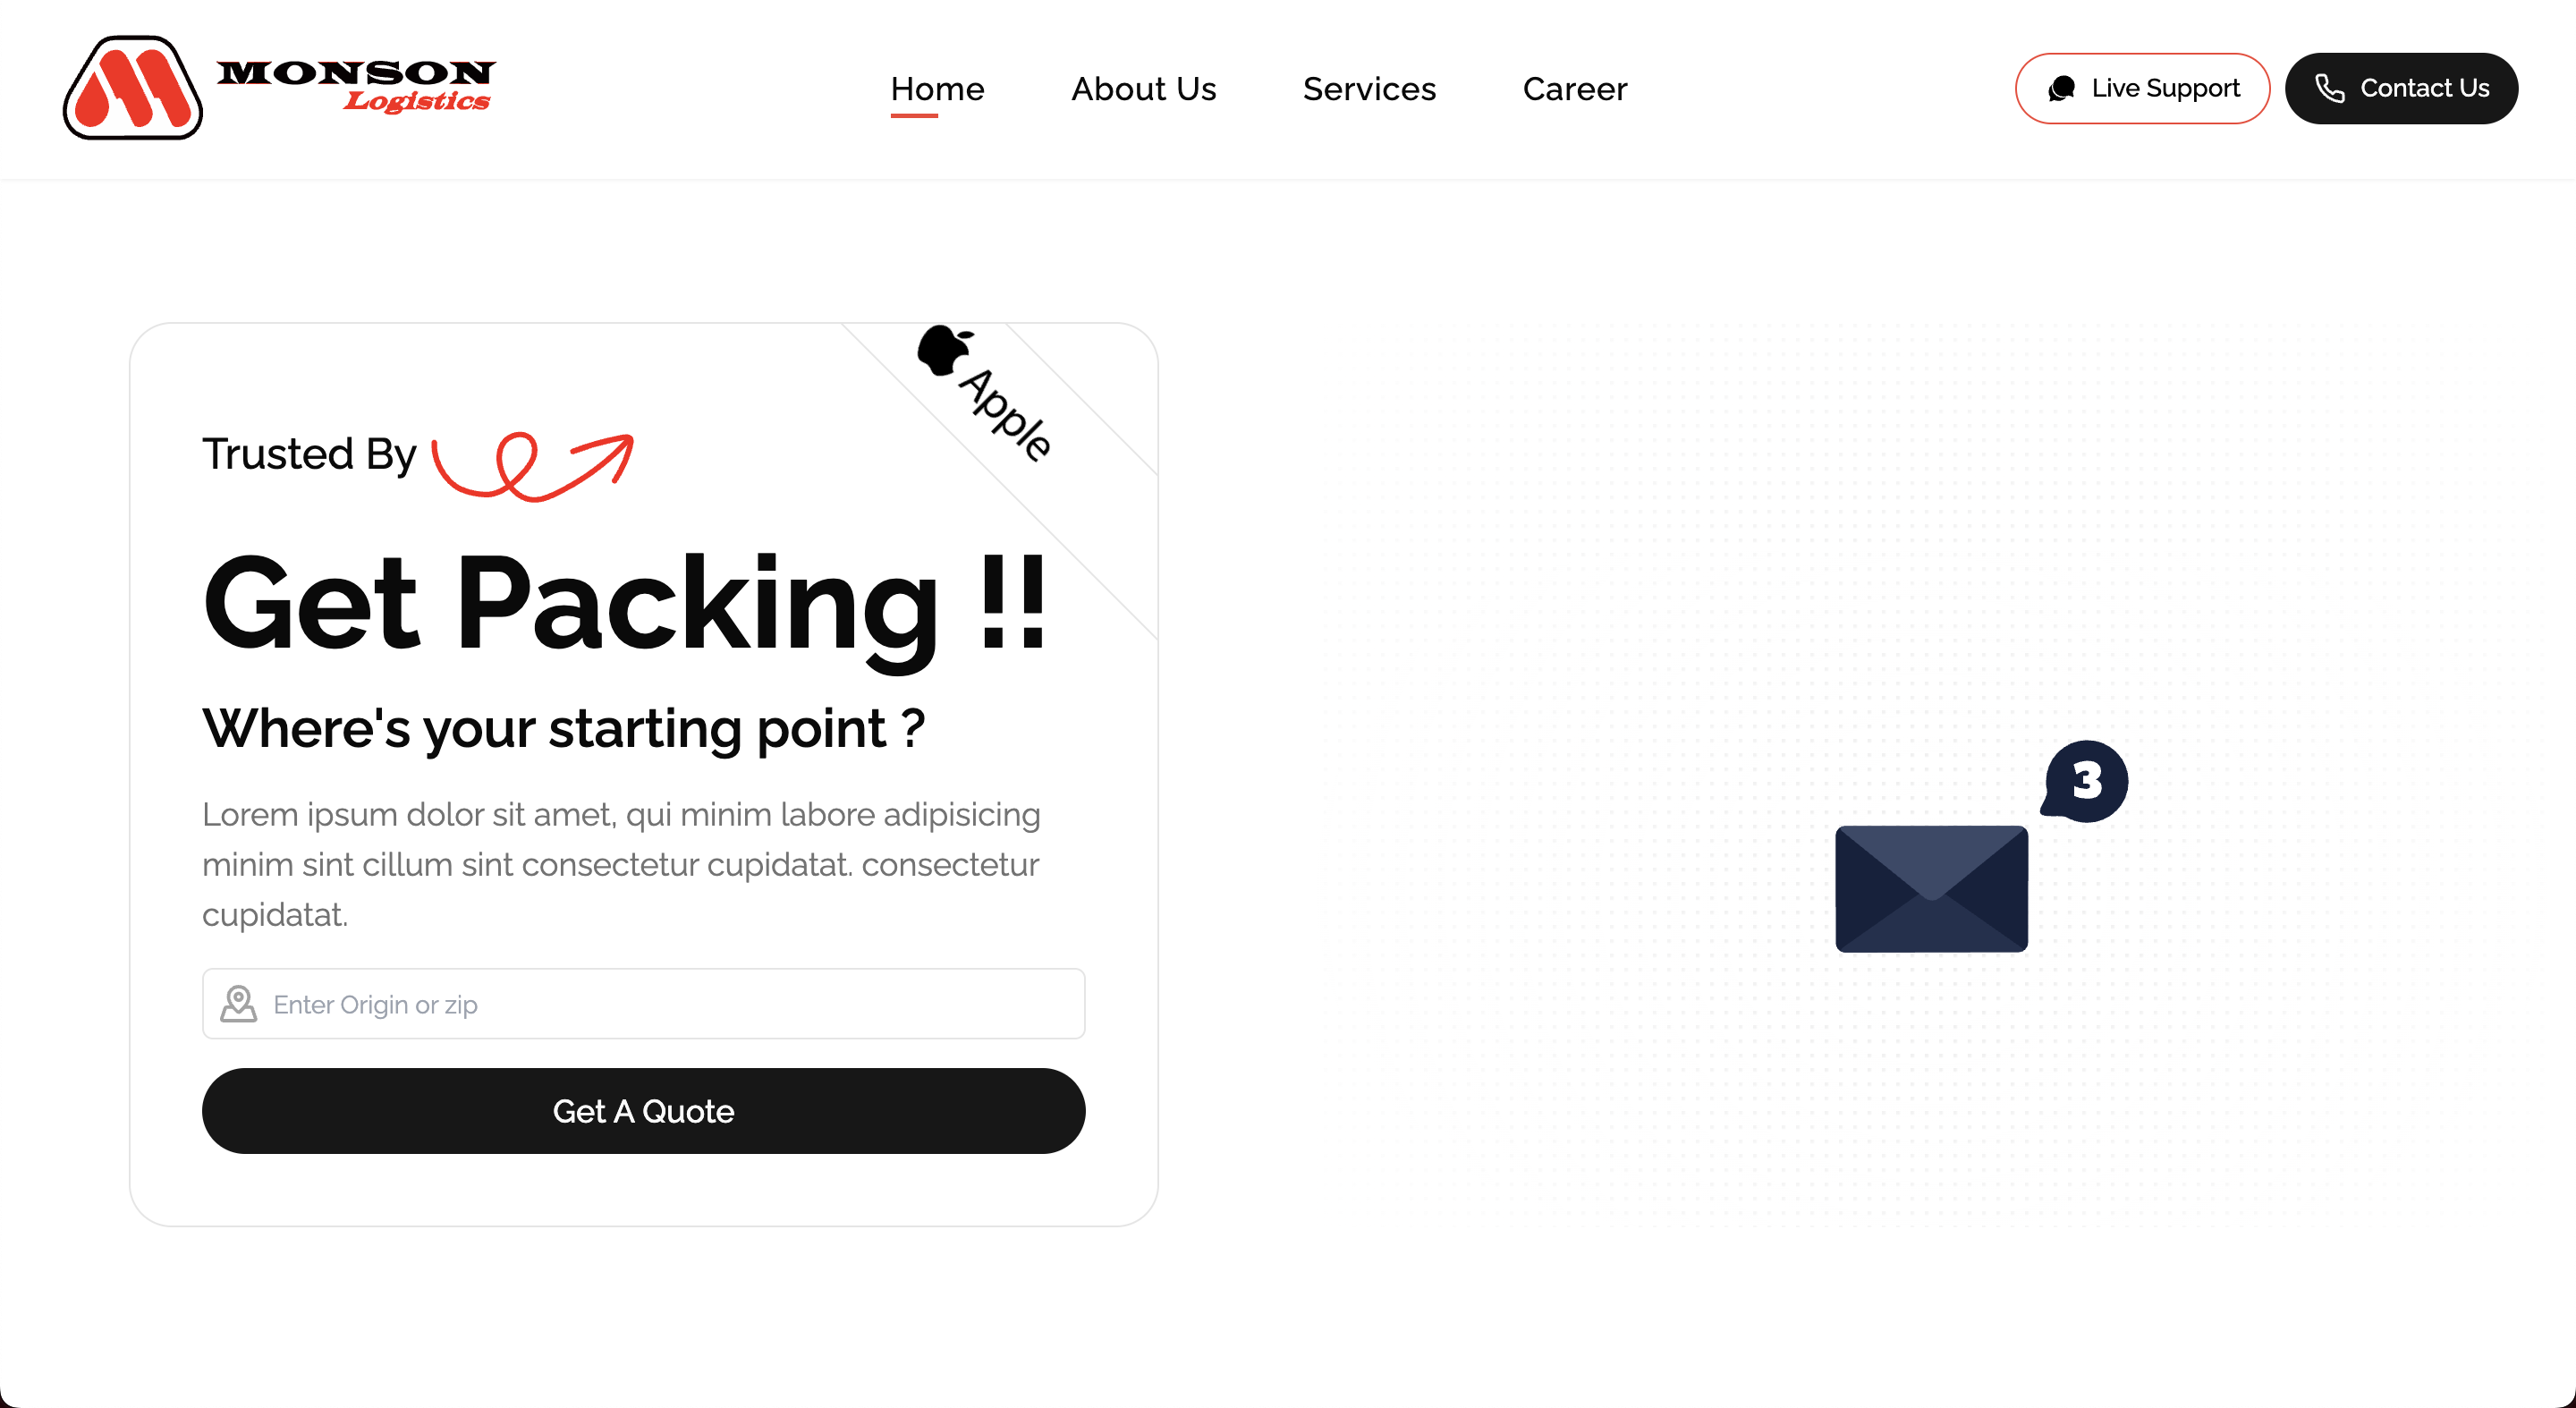 MONSON
Logistics
Home
About Us
Services
Career
Live Support
Contact Us
Apple
Trusted By
Get Packing !!
Where's your starting point ?
Lorem ipsum dolor sit amet, qui minim labore adipisicing
minim sint cillum sint consectetur cupidatat. consectetur
cupidatat.
Enter Origin or zip
Get A Quote
3